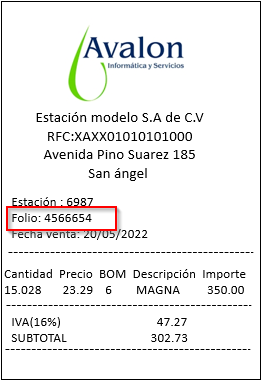 Avalon
Informática y Servicios
Estación modelo S.A de C.V
RFC:XAXX01010101000
Avenida Pino Suarez 185
San ángel
Estación : 6987
Folio: 4566654
Fecha venta: 20/05/2022
Cantidad Precio BOM Descripción Importe
15.028 23.29 6 MAGNA 350.00
IVA(16%) 47.27
SUBTOTAL 302.73